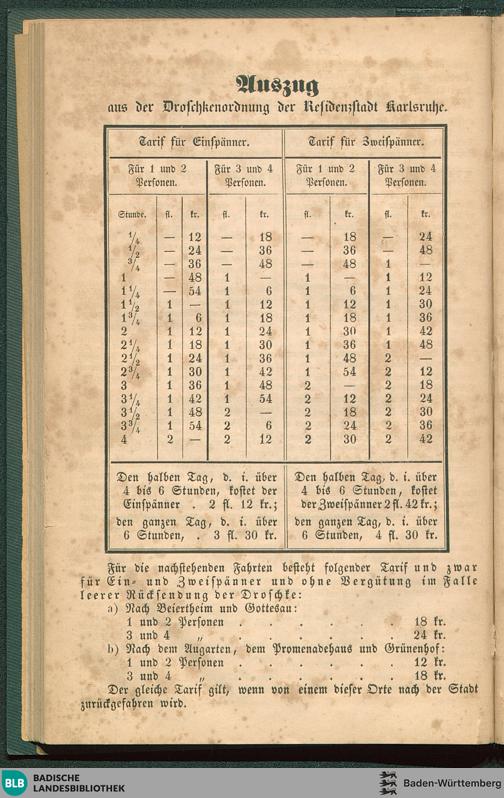 Auszug
aus der Droschkenordnung der Residenzstadt Karlsruhe.
Tarif für Einspänner. Tarif für Zweispänner.
Für 1 und 2 Personen. Für 3 und 4 Personen. Für 1 und 2 Personen. Für 3 und 4 Personen.
Stunde. fl. kr. fl. kr. fl. kr. fl. kr.
1/4 — 12 — 18 — 18 — 24
1/2 — 24 — 36 — 36 — 48
3/4 — 36 — 48 — 48 1 —
1 — 48 1 — 1 — 1 12
1 1/4 — 54 1 6 1 6 1 24
1 1/2 1 — 1 12 1 12 1 30
1 3/4 1 6 1 18 1 18 1 36
2 1 12 1 24 1 30 1 42
2 1/4 1 18 1 30 1 36 1 48
2 1/2 1 24 1 36 1 48 2 —
2 3/4 1 30 1 42 1 54 2 12
3 1 36 1 48 2 — 2 18
3 1/4 1 42 1 54 2 12 2 24
3 1/2 1 48 2 — 2 18 2 30
3 3/4 1 54 2 6 2 24 2 36
4 2 — 2 12 2 30 2 42
Den halben Tag, d. i. über
4 bis 6 Stunden, kostet der
Einspänner . 2 fl. 12 kr.;
den ganzen Tag, d. i. über
6 Stunden, . 3 fl. 30 kr.
Den halben Tag, d. i. über
4 bis 6 Stunden, kostet
der Zweispänner 2 fl. 42 kr.;
den ganzen Tag, d. i. über
6 Stunden, 4 fl. 30 kr.
Für die nachstehenden Fahrten besteht folgender Tarif und zwar
für Ein- und Zweispänner und ohne Vergütung im Falle
leerer Rücksendung der Droschke:
a) Nach Beiertheim und Gottesau:
1 und 2 Personen . . . . . . 18 kr.
3 und 4 „ . . . . . . 24 kr.
b) Nach dem Augarten, dem Promenadehaus und Grünenhof:
1 und 2 Personen . . . . . . 12 kr.
3 und 4 „ . . . . . . 18 kr.
Der gleiche Tarif gilt, wenn von einem dieser Orte nach der Stadt
zurückgefahren wird.
BLB BADISCHE
LANDESBIBLIOTHEK
Baden-Württemberg